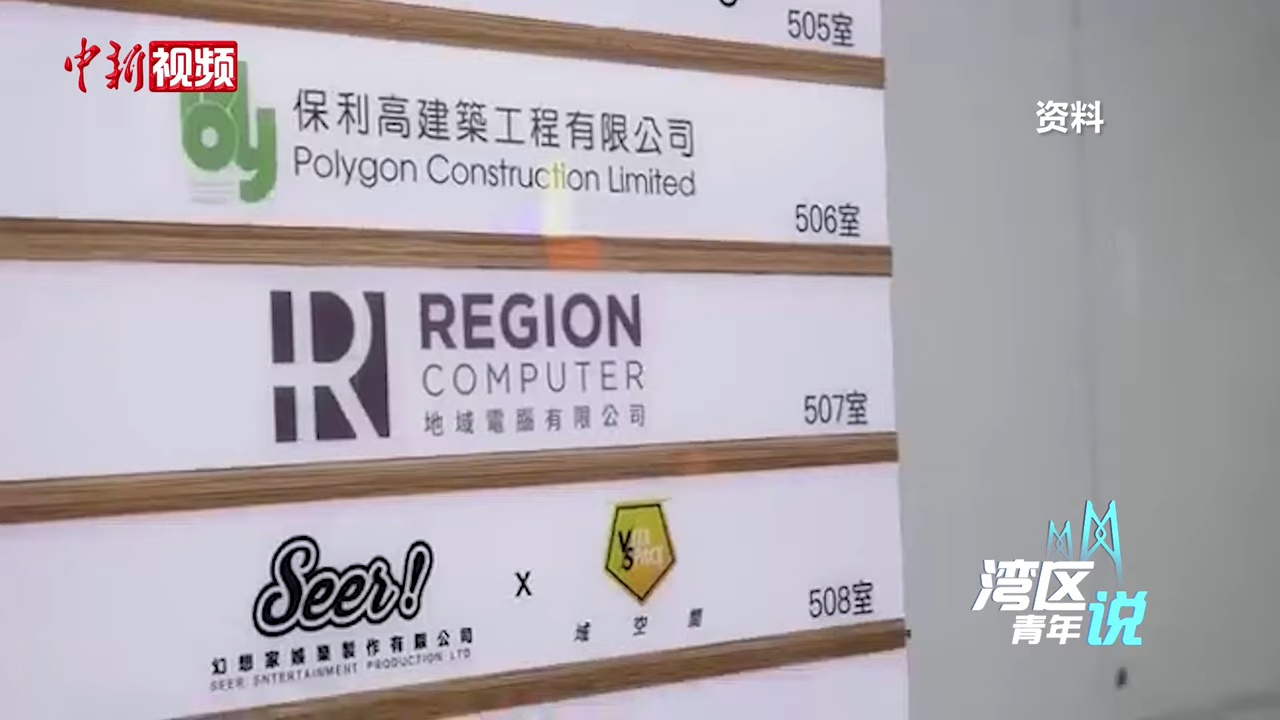 中新视频
资料
505室
保利高建築工程有限公司
Polygon Construction Limited
506室
REGION
COMPUTER
地域電腦有限公司
507室
Seer!
幻想家娛樂製作有限公司
SEER ENTERTAINMENT PRODUCTION LTD
X
域空間
508室
湾区
青年说